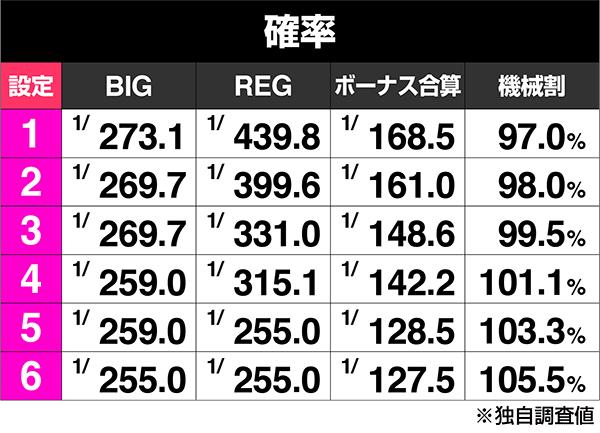 確率
設定 BIG REG ボーナス合算 機械割
1 1/273.1 1/439.8 1/168.5 97.0%
2 1/269.7 1/399.6 1/161.0 98.0%
3 1/269.7 1/331.0 1/148.6 99.5%
4 1/259.0 1/315.1 1/142.2 101.1%
5 1/259.0 1/255.0 1/128.5 103.3%
6 1/255.0 1/255.0 1/127.5 105.5%
※独自調査値